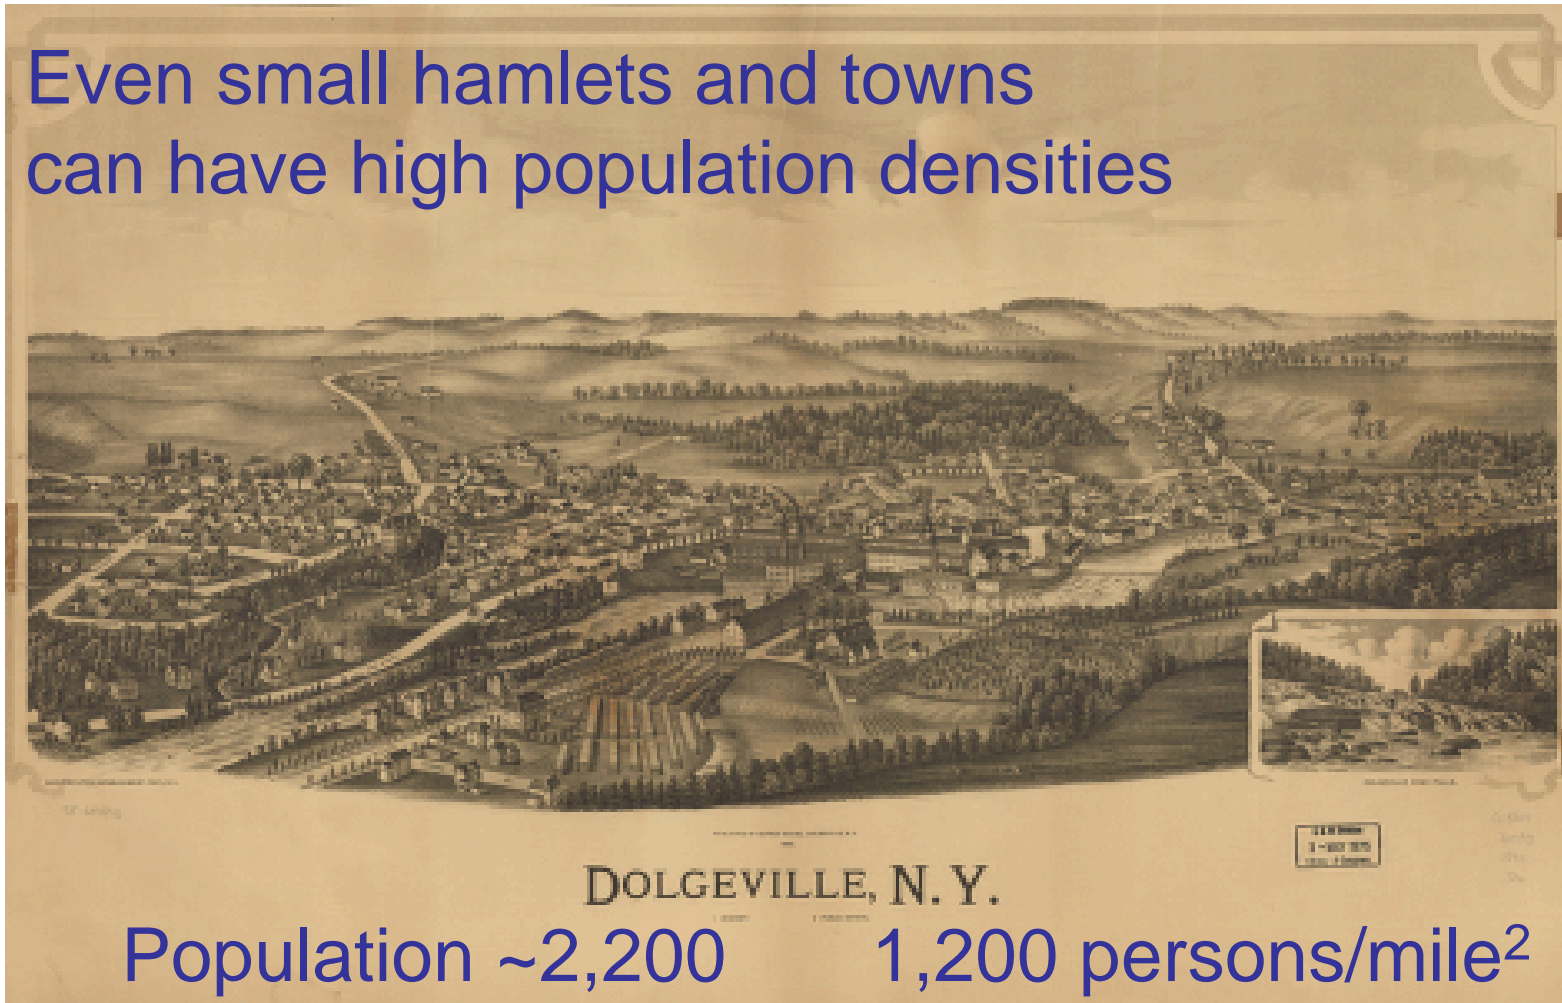 Even small hamlets and towns
can have high population densities
DOLGEVILLE, N. Y.
Population ~2,200 1,200 persons/mile²